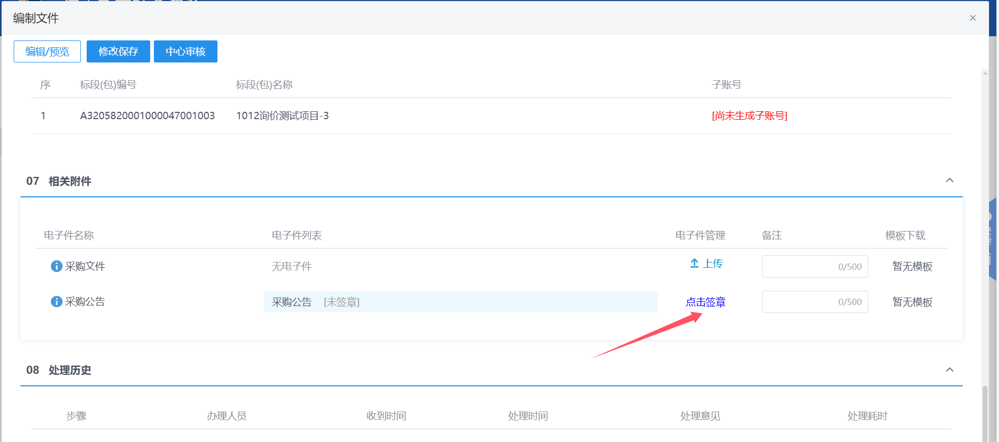 编制文件 ×
编辑/预览 修改保存 中心审核
序 标段(包)编号 标段(包)名称 子账号
1 A3205820001000047001003 1012询价测试项目-3 [尚未生成子账号]
07 相关附件
电子件名称 电子件列表 电子件管理 备注 模板下载
采购文件 无电子件 上传 0/500 暂无模板
采购公告 采购公告 [未签章] 点击签章 0/500 暂无模板
08 处理历史
步骤 办理人员 收到时间 处理时间 处理意见 处理耗时